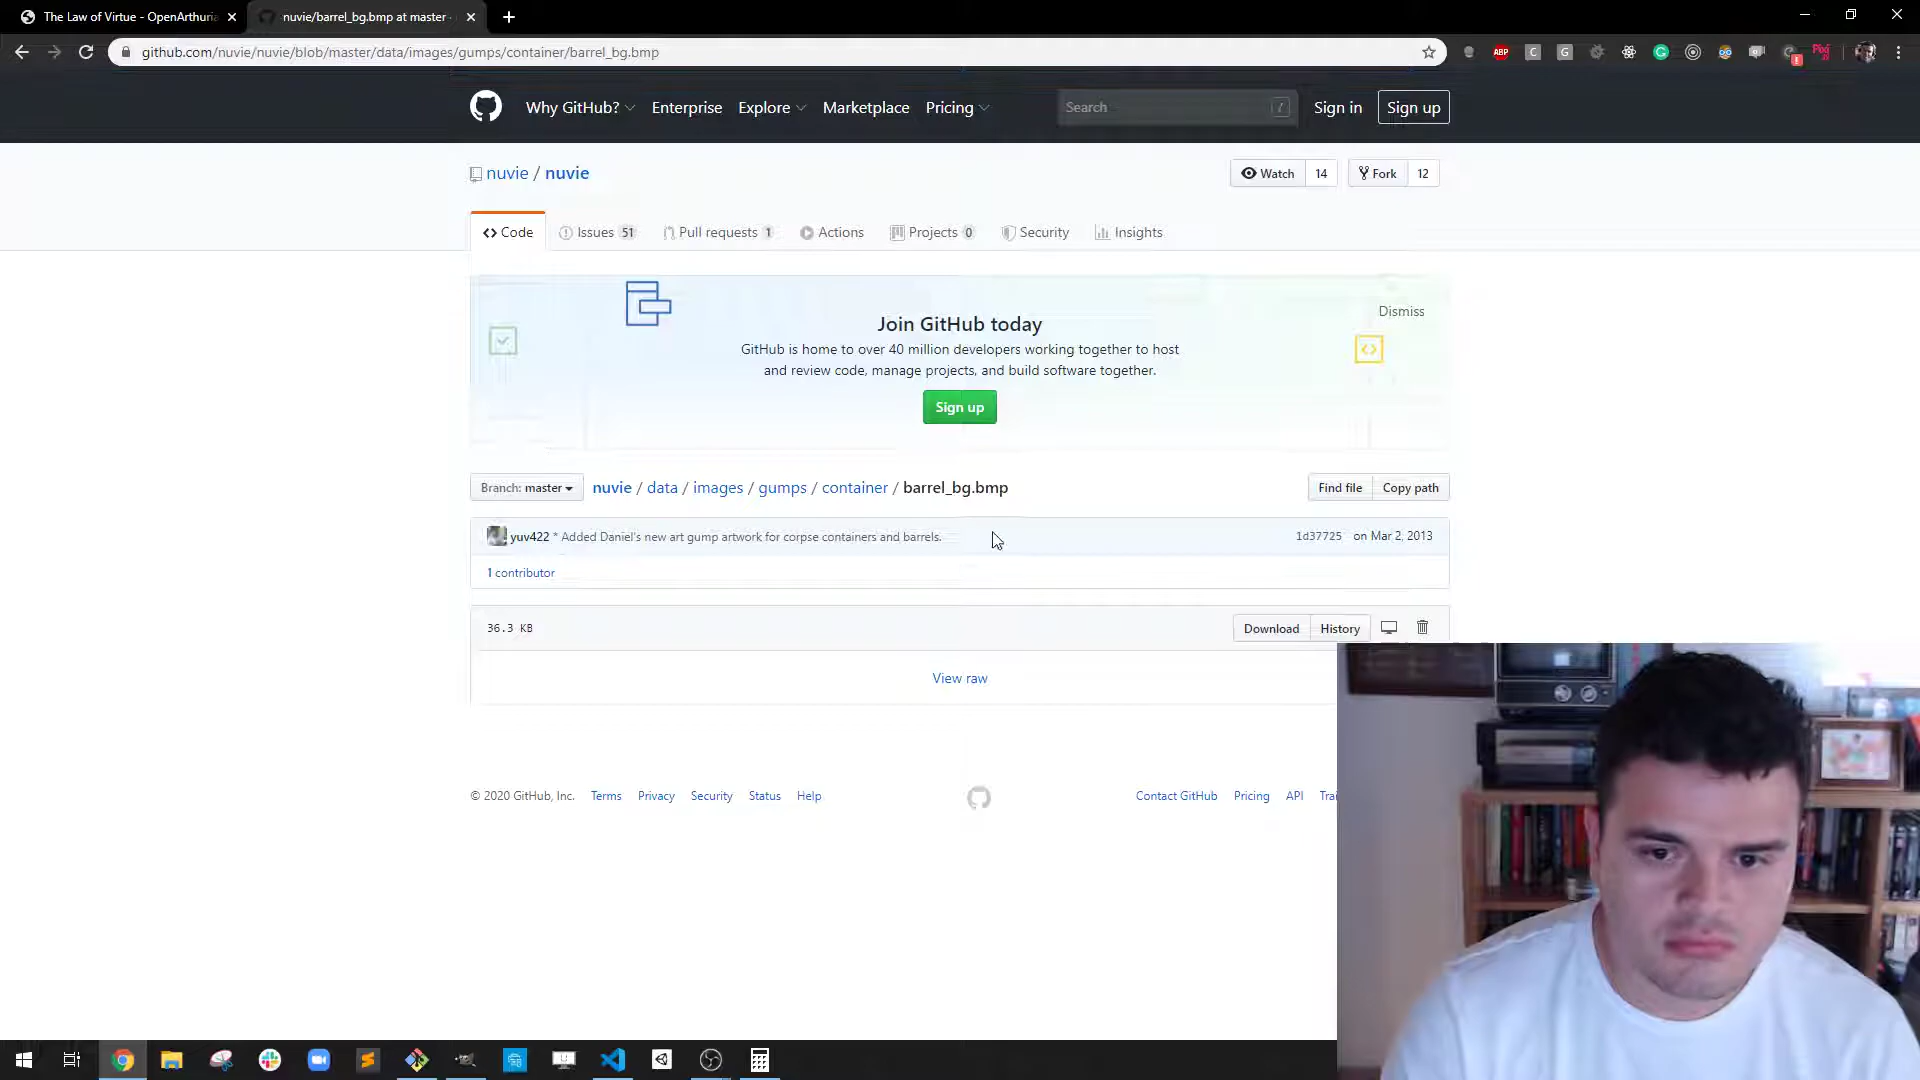 The Law of Virtue - OpenArthuria
nuvie/barrel_bg.bmp at master ·
github.com/nuvie/nuvie/blob/master/data/images/gumps/container/barrel_bg.bmp
Why GitHub? Enterprise Explore Marketplace Pricing Search / Sign in Sign up
nuvie / nuvie
Watch 14 Fork 12
Code Issues 51 Pull requests 1 Actions Projects 0 Security Insights
Join GitHub today
Dismiss
GitHub is home to over 40 million developers working together to host
and review code, manage projects, and build software together.
Sign up
Branch: master nuvie / data / images / gumps / container / barrel_bg.bmp Find file Copy path
yuv422 * Added Daniel's new art gump artwork for corpse containers and barrels. 1d37725 on Mar 2, 2013
1 contributor
36.3 KB Download History
View raw
© 2020 GitHub, Inc. Terms Privacy Security Status Help Contact GitHub Pricing API Trai